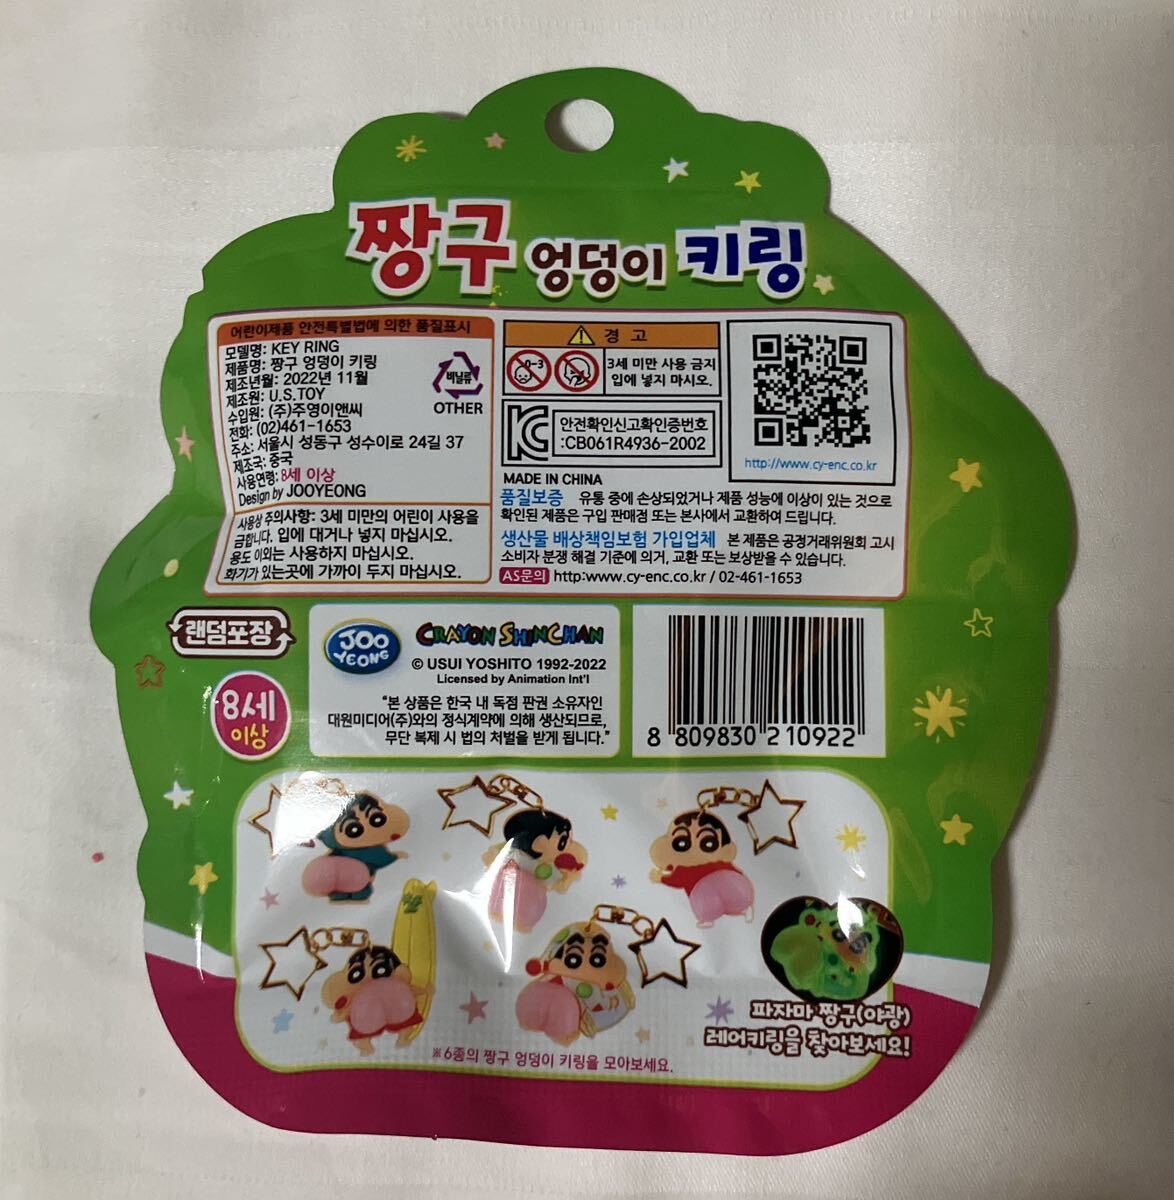 짱구 엉덩이 키링
어린이제품 안전특별법에 의한 품질표시
모델명: KEY RING
제품명: 짱구 엉덩이 키링
제조년월: 2022년 11월
제조원: U.S.TOY
수입원: (주)주영이앤씨
전화: (02)461-1653
주소: 서울시 성동구 성수이로 24길 37
제조국: 중국
사용연령: 8세 이상
Design by JOOYEONG
비닐류
OTHER
사용상 주의사항: 3세 미만의 어린이 사용을
금합니다. 입에 대거나 넣지 마십시오.
용도 이외는 사용하지 마십시오.
화기가 있는곳에 가까이 두지 마십시오.
경 고
0-3
3세 미만 사용 금지
입에 넣지 마시오.
안전확인신고확인증번호
:CB061R4936-2002
http://www.cy-enc.co.kr
MADE IN CHINA
품질보증 유통 중에 손상되었거나 제품 성능에 이상이 있는 것으로
확인된 제품은 구입 판매점 또는 본사에서 교환하여 드립니다.
생산물 배상책임보험 가입업체 본 제품은 공정거래위원회 고시
소비자 분쟁 해결 기준에 의거, 교환 또는 보상받을 수 있습니다.
AS문의 http:www.cy-enc.co.kr / 02-461-1653
랜덤포장
8세
이상
JOO
YEONG
CRAYON SHINCHAN
© USUI YOSHITO 1992-2022
Licensed by Animation Int'l
"본 상품은 한국 내 독점 판권 소유자인
대원미디어(주)와의 정식계약에 의해 생산되므로,
무단 복제 시 법의 처벌을 받게 됩니다."
8 809830 210922
파자마 짱구(야광)
레어키링을 찾아보세요!
※6종의 짱구 엉덩이 키링을 모아보세요.